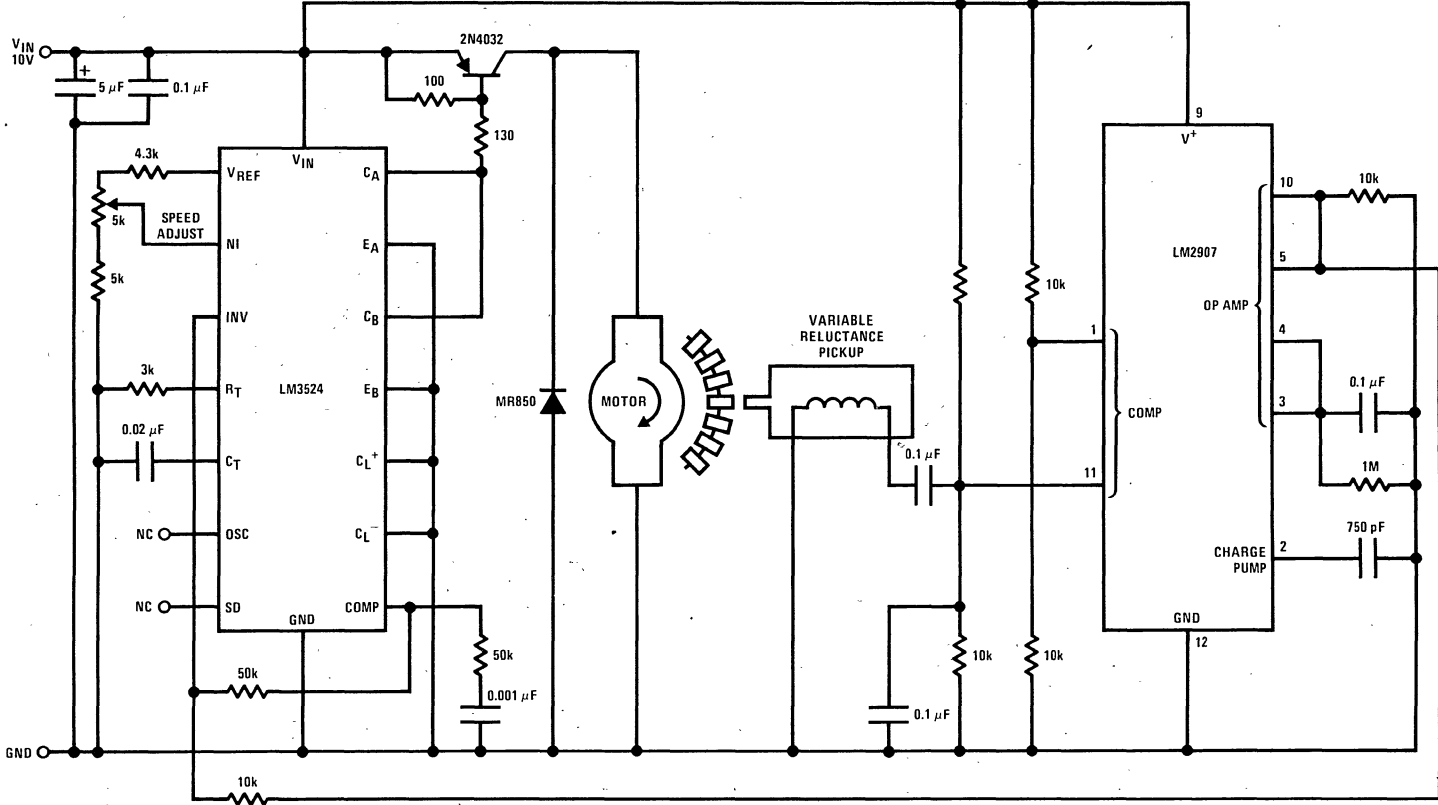 VIN
10V
+
5 µF
0.1 µF
2N4032
100
130
4.3k
5k
SPEED
ADJUST
5k
3k
0.02 µF
NC
NC
VIN
VREF
NI
INV
RT
CT
OSC
SD
GND
LM3524
CA
EA
CB
EB
CL+
CL-
COMP
50k
50k
0.001 µF
10k
GND
MR850
MOTOR
VARIABLE
RELUCTANCE
PICKUP
0.1 µF
0.1 µF
10k
10k
10k
9
V+
1
COMP
11
LM2907
OP AMP
10
5
4
3
2
CHARGE
PUMP
GND
12
10k
0.1 µF
1M
750 pF